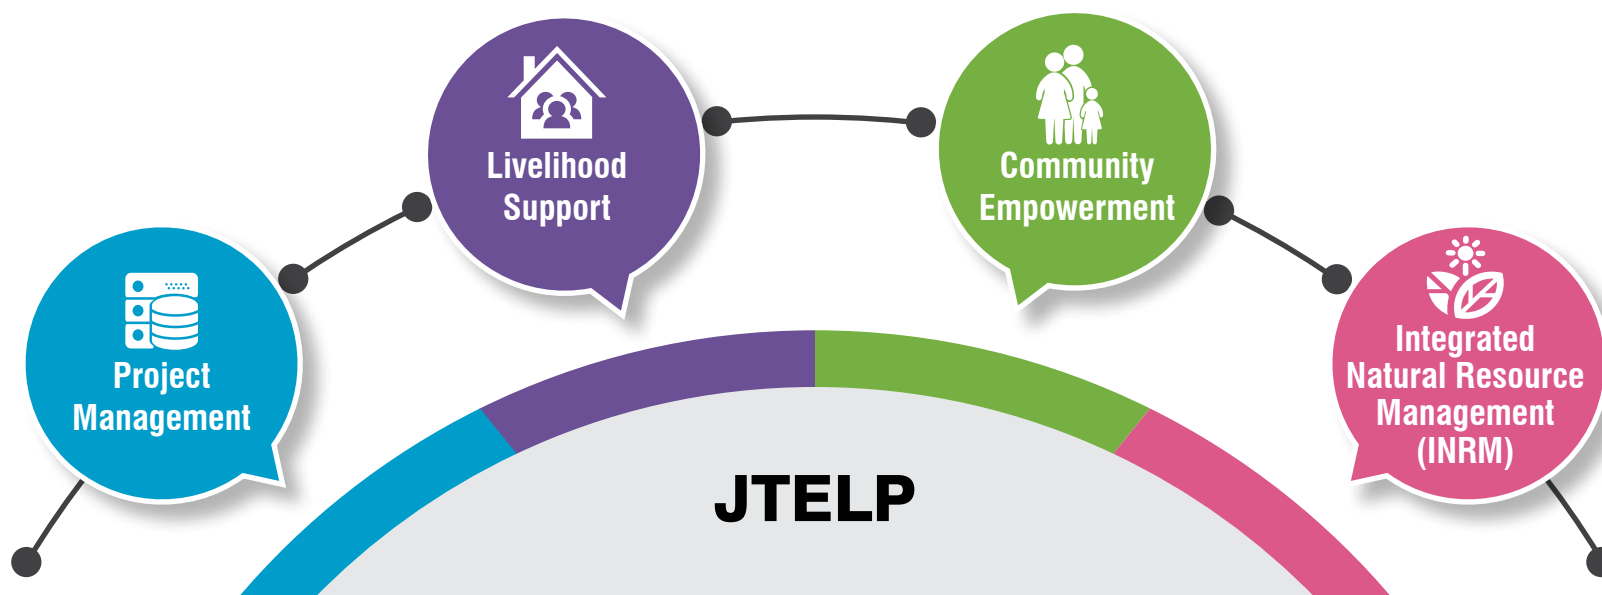 Livelihood
Support
Community
Empowerment
Project
Management
Integrated
Natural Resource
Management
(INRM)
JTELP